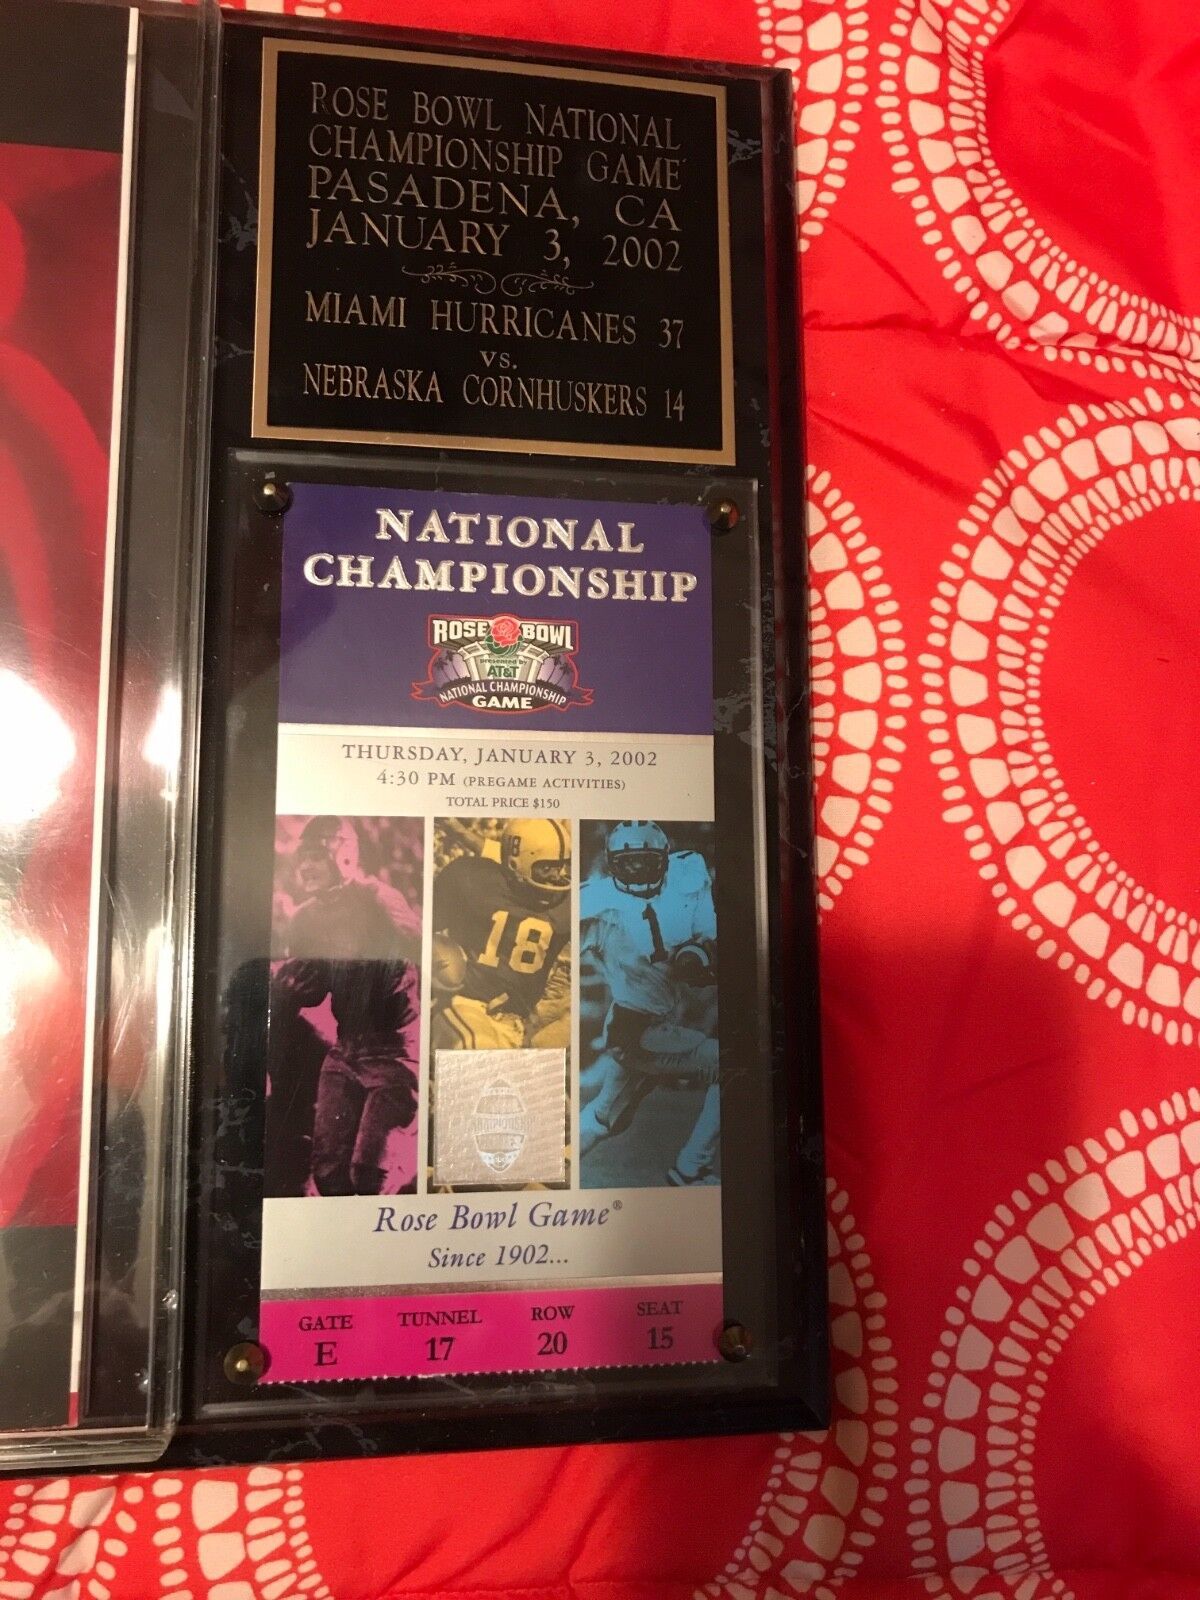 ROSE BOWL NATIONAL
CHAMPIONSHIP GAME
PASADENA, CA
JANUARY 3, 2002
MIAMI HURRICANES 37
VS.
NEBRASKA CORNHUSKERS 14
NATIONAL
CHAMPIONSHIP
ROSE BOWL
presented by
AT&T
NATIONAL CHAMPIONSHIP
GAME
THURSDAY, JANUARY 3, 2002
4:30 PM (PREGAME ACTIVITIES)
TOTAL PRICE $150
18
18
1
CHAMPIONSHIP
Rose Bowl Game®
Since 1902...
GATE TUNNEL ROW SEAT
E 17 20 15